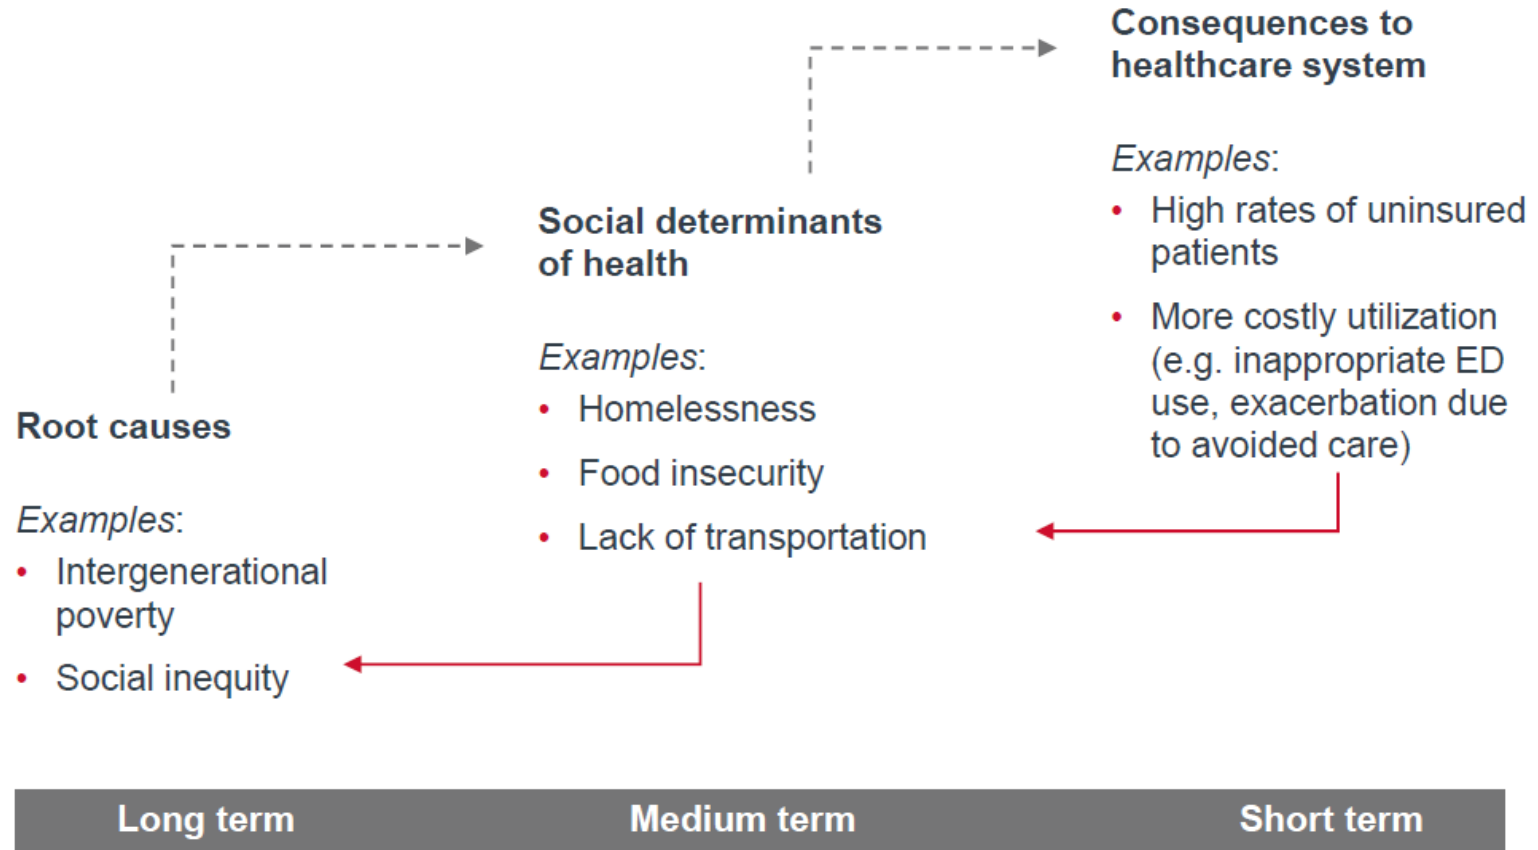 Consequences to
healthcare system
Examples:
• High rates of uninsured
patients
• More costly utilization
(e.g. inappropriate ED
use, exacerbation due
to avoided care)
Social determinants
of health
Examples:
• Homelessness
• Food insecurity
• Lack of transportation
Root causes
Examples:
• Intergenerational
poverty
• Social inequity
Long term
Medium term
Short term